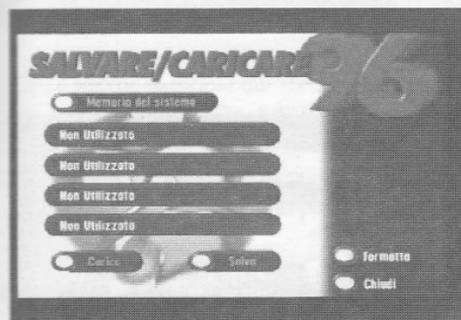 SALVARE/CARICARE
96
Memoria del sistema
Non Utilizzato
Non Utilizzato
Non Utilizzato
Non Utilizzato
Carica
Salva
Formatta
Chiudi